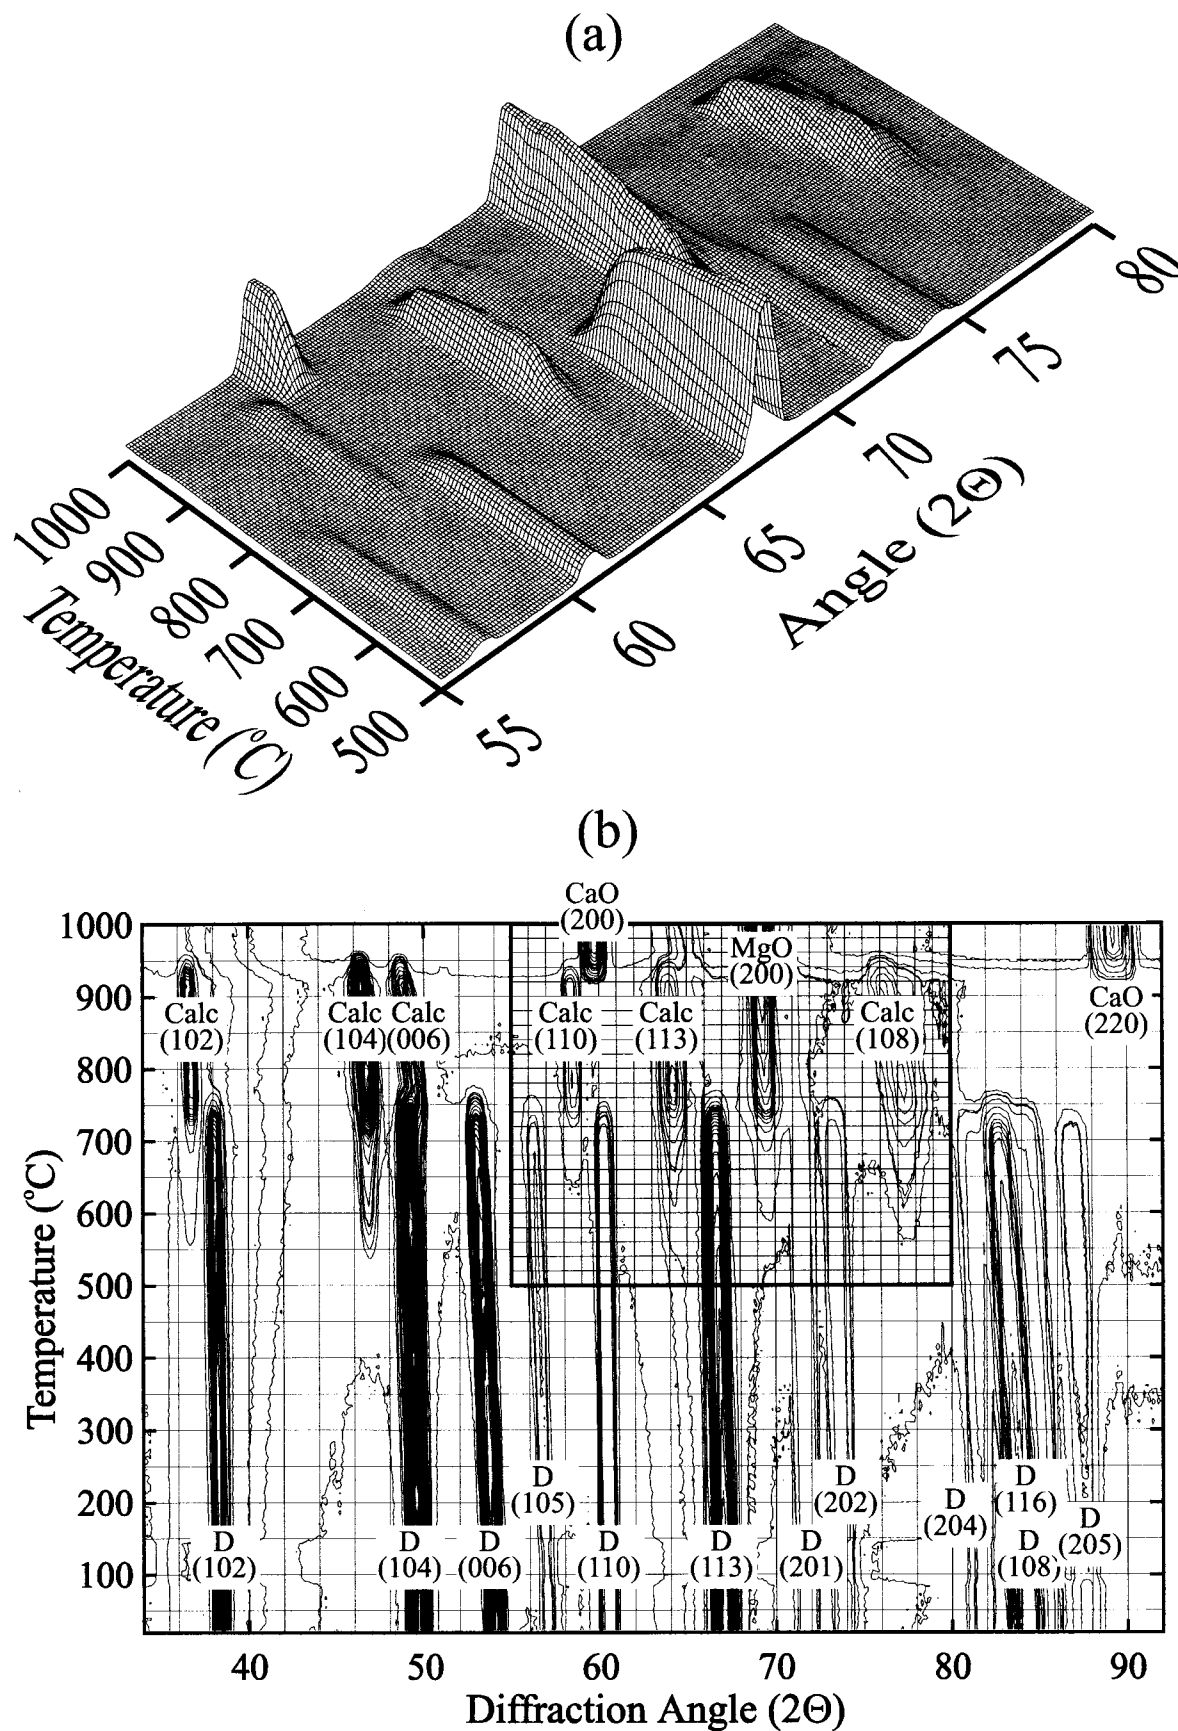 (a)
80
75
70
65
60
55
Angle (2Θ)
1000
900
800
700
600
500
Temperature (°C)
(b)
CaO
(200)
MgO
(200)
Calc
(102)
Calc
(104)
Calc
(006)
Calc
(110)
Calc
(113)
Calc
(108)
CaO
(220)
1000
900
800
700
600
500
400
300
200
100
Temperature (°C)
D
(105)
D
(202)
D
(204)
D
(116)
D
(205)
D
(102)
D
(104)
D
(006)
D
(110)
D
(113)
D
(201)
D
(108)
40
50
60
70
80
90
Diffraction Angle (2Θ)